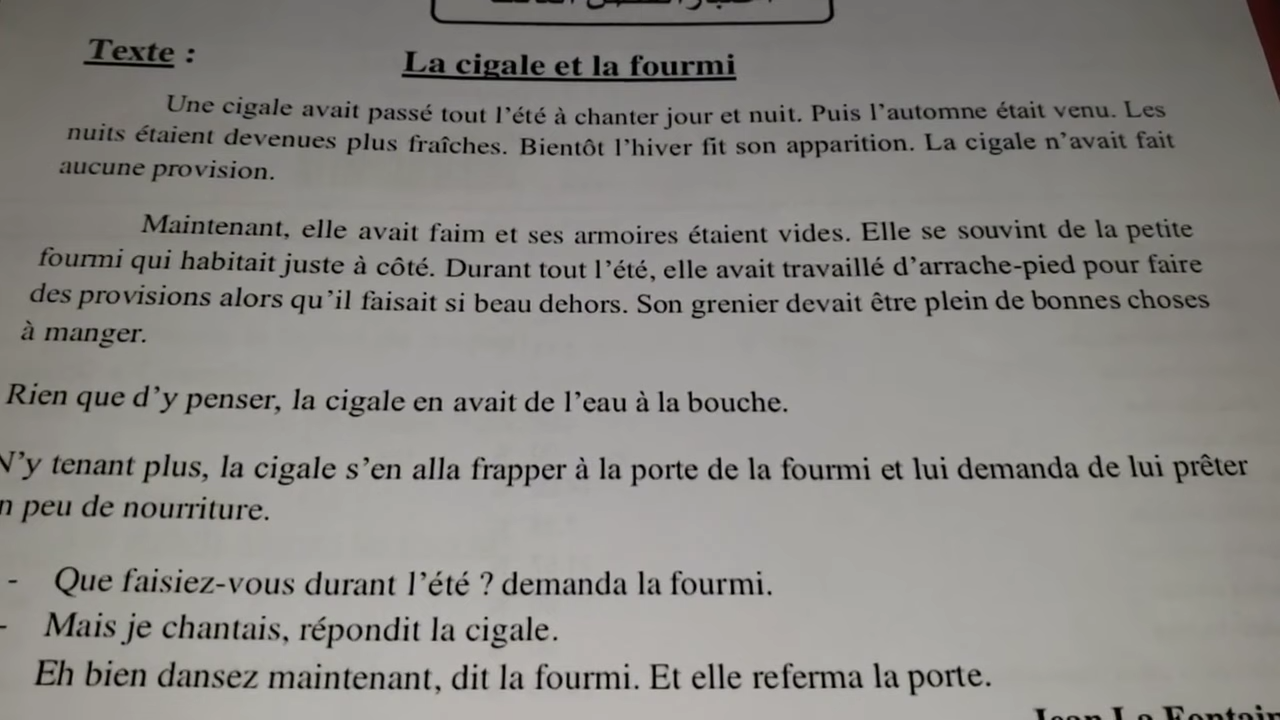 Texte :
La cigale et la fourmi
Une cigale avait passé tout l'été à chanter jour et nuit. Puis l'automne était venu. Les
nuits étaient devenues plus fraîches. Bientôt l'hiver fit son apparition. La cigale n'avait fait
aucune provision.
Maintenant, elle avait faim et ses armoires étaient vides. Elle se souvint de la petite
fourmi qui habitait juste à côté. Durant tout l'été, elle avait travaillé d'arrache-pied pour faire
des provisions alors qu'il faisait si beau dehors. Son grenier devait être plein de bonnes choses
à manger.
Rien que d'y penser, la cigale en avait de l'eau à la bouche.
N'y tenant plus, la cigale s'en alla frapper à la porte de la fourmi et lui demanda de lui prêter
n peu de nourriture.
- Que faisiez-vous durant l'été ? demanda la fourmi.
- Mais je chantais, répondit la cigale.
Eh bien dansez maintenant, dit la fourmi. Et elle referma la porte.
Jean La Fontain